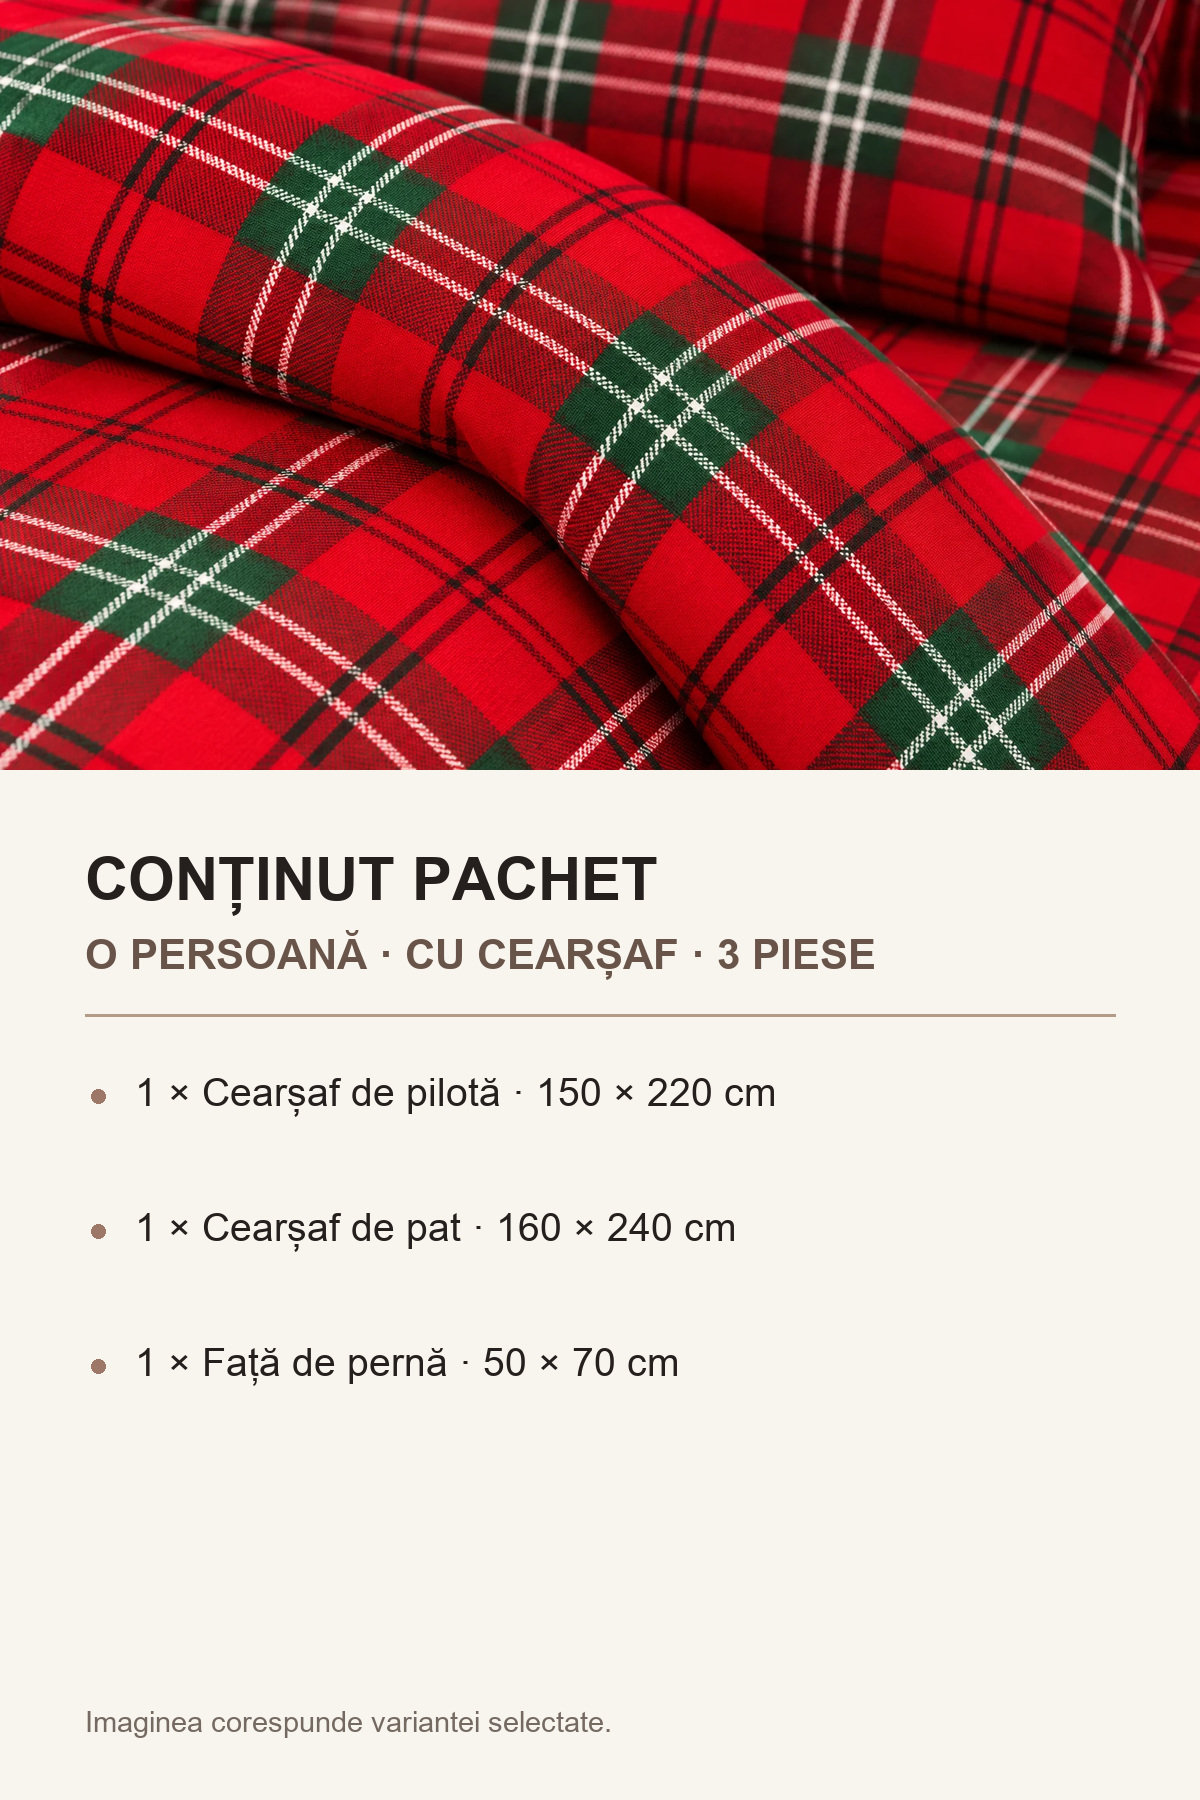 CONȚINUT PACHET
O PERSOANĂ · CU CEARȘAF · 3 PIESE
1 × Cearșaf de pilotă · 150 × 220 cm
1 × Cearșaf de pat · 160 × 240 cm
1 × Față de pernă · 50 × 70 cm
Imaginea corespunde variantei selectate.